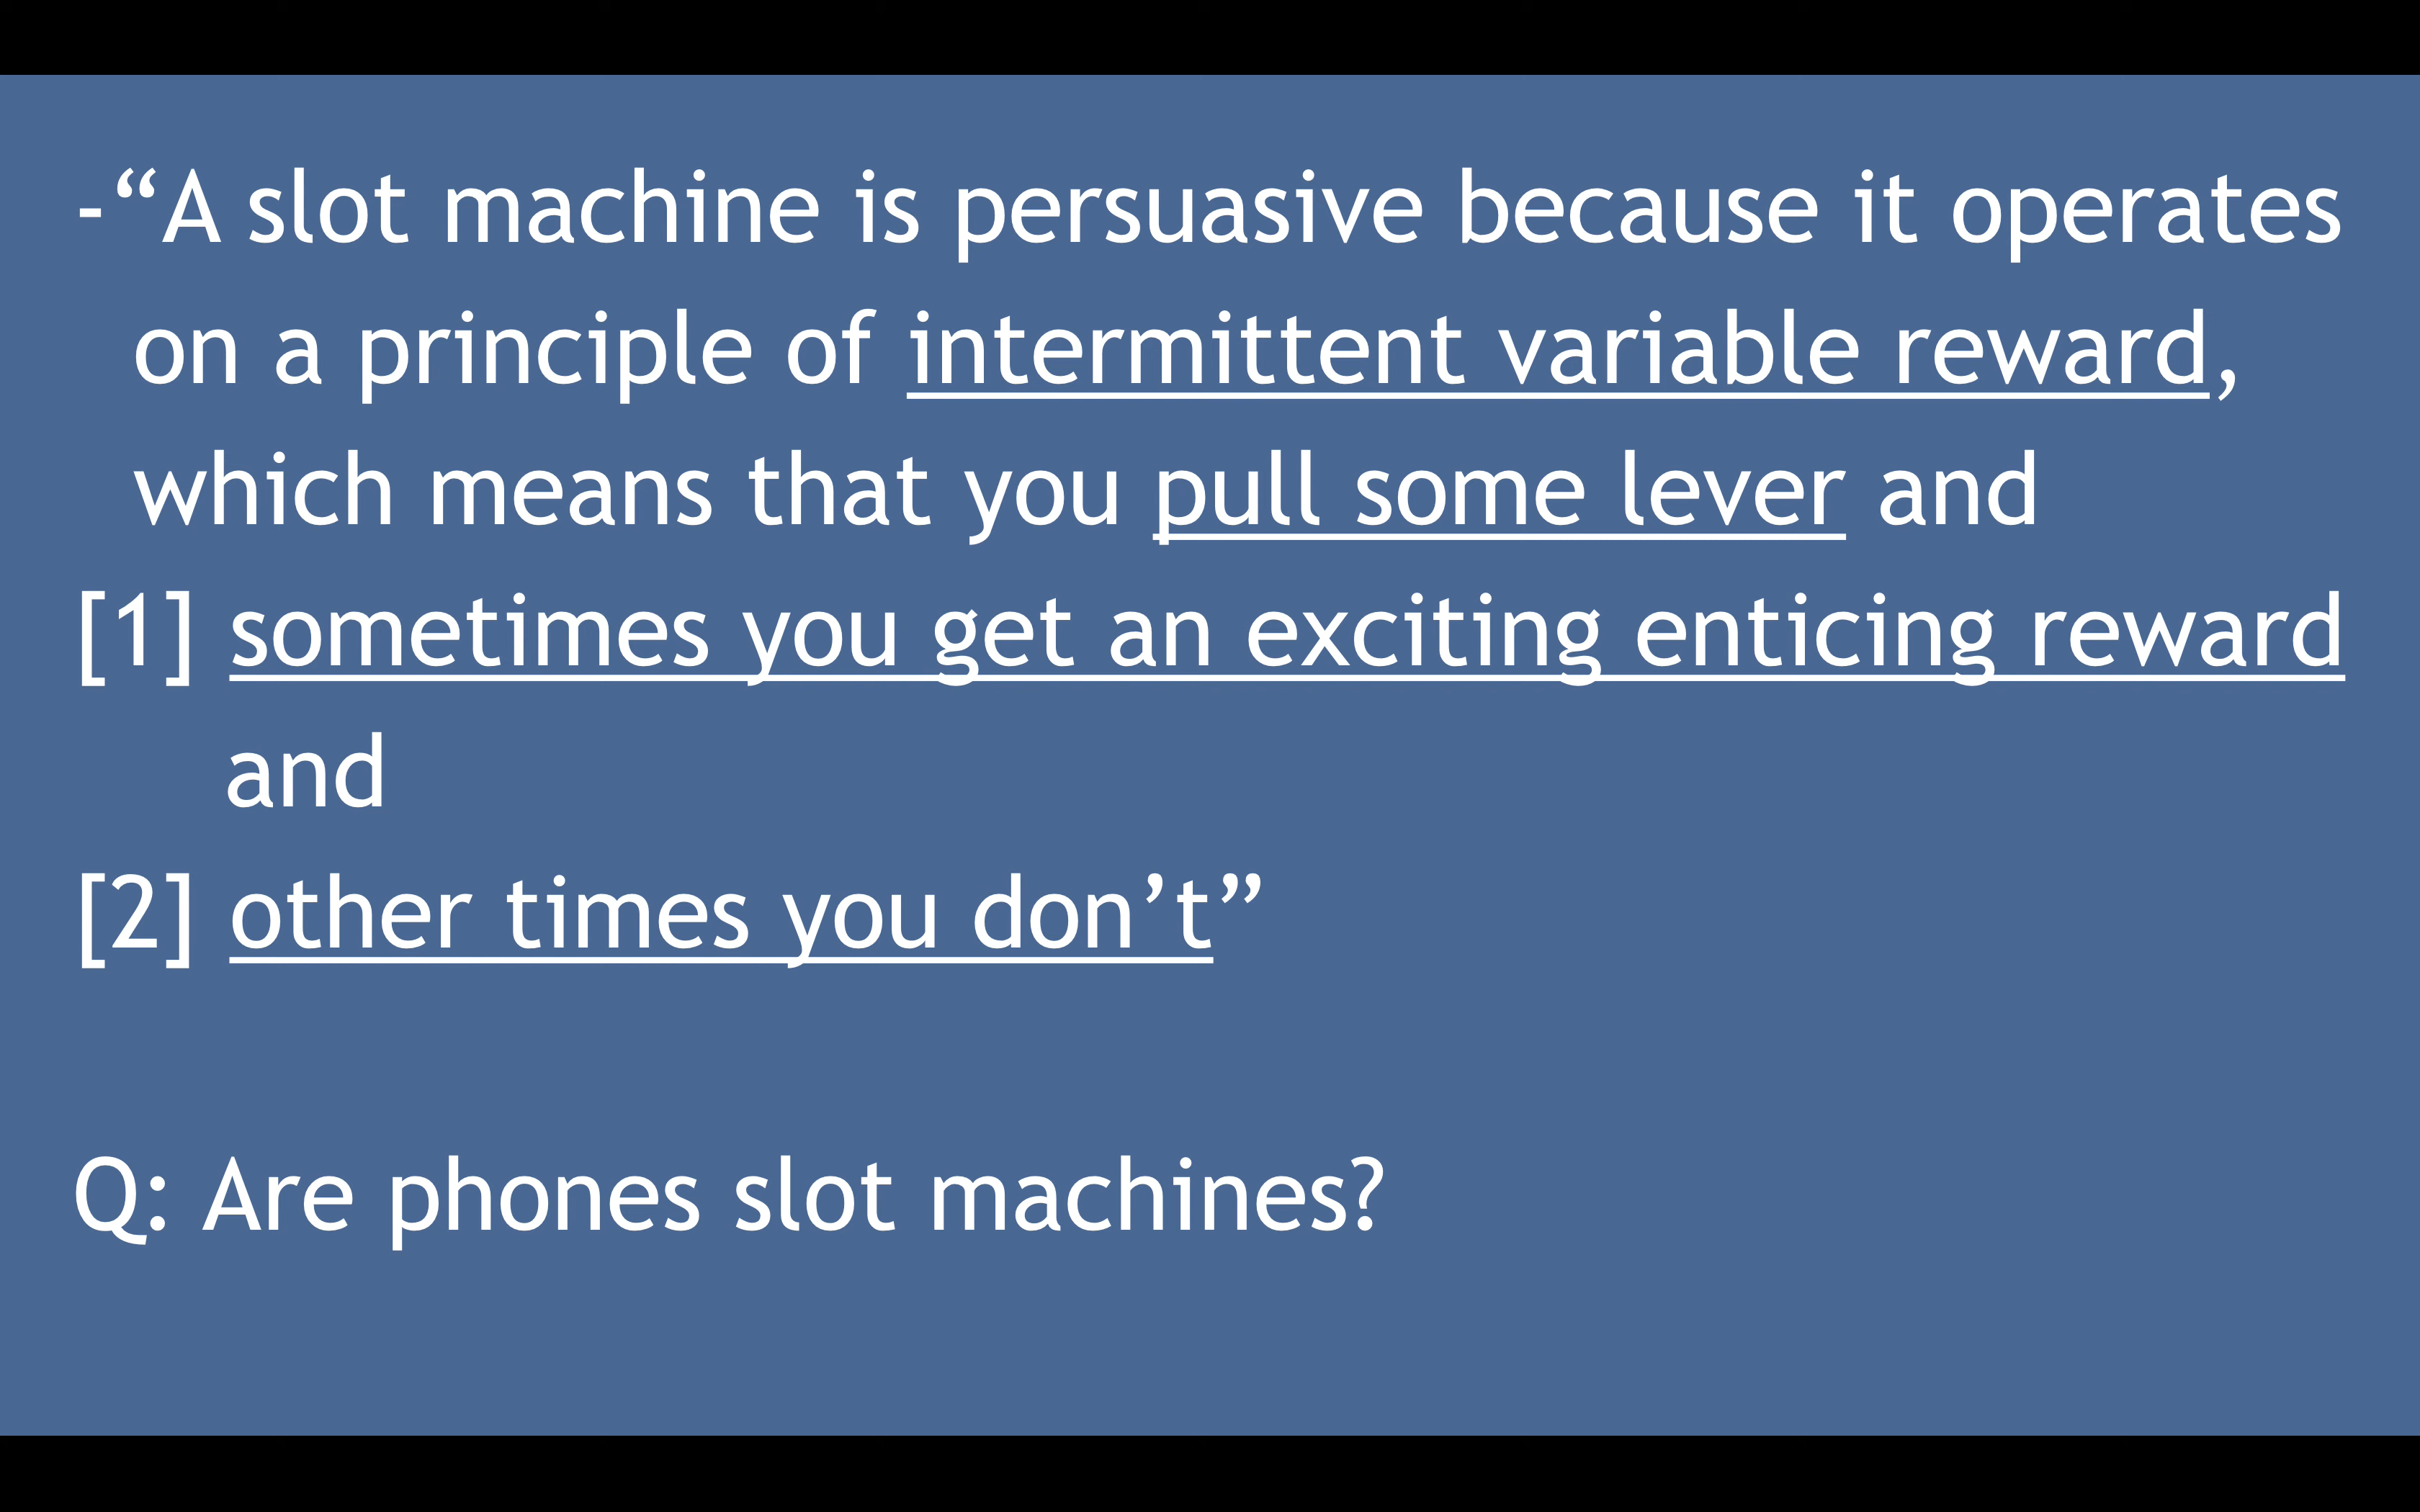 -“A slot machine is persuasive because it operates
on a principle of intermittent variable reward,
which means that you pull some lever and
[1] sometimes you get an exciting enticing reward
and
[2] other times you don’t”
Q: Are phones slot machines?